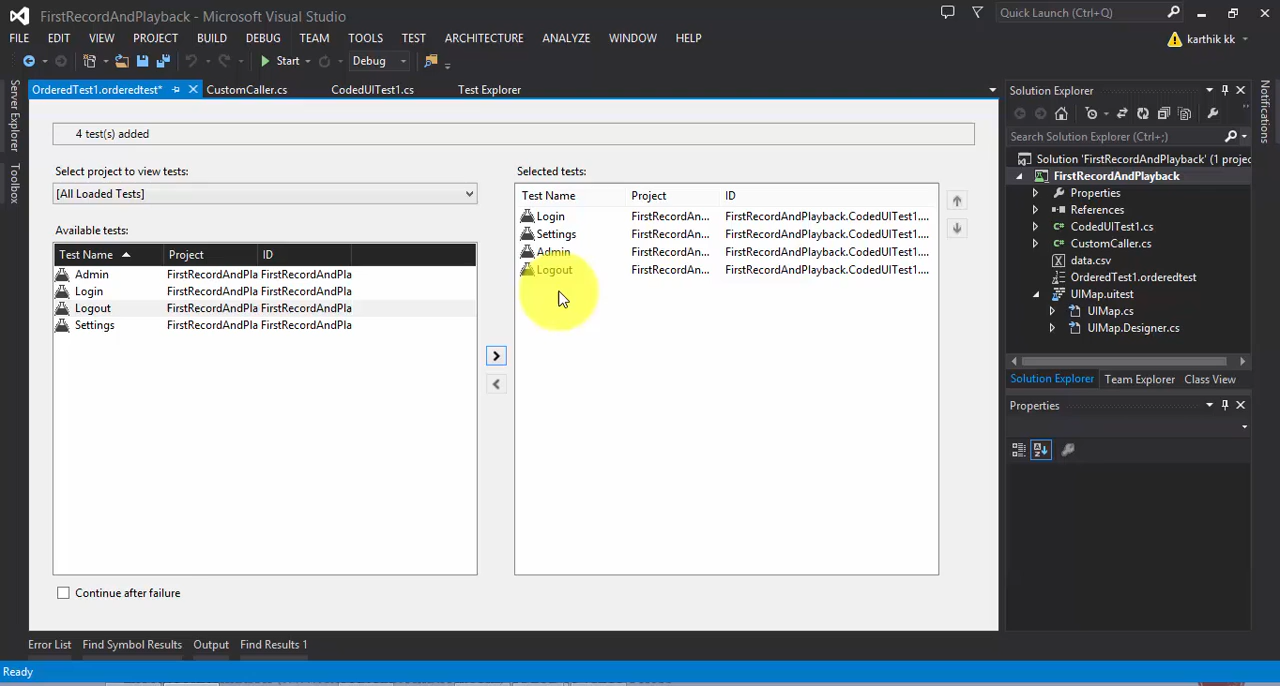 FirstRecordAndPlayback - Microsoft Visual Studio
Quick Launch (Ctrl+Q)
FILE EDIT VIEW PROJECT BUILD DEBUG TEAM TOOLS TEST ARCHITECTURE ANALYZE WINDOW HELP
karthik kk
Start Debug
Server Explorer
Toolbox
OrderedTest1.orderedtest* CustomCaller.cs CodedUITest1.cs Test Explorer
4 test(s) added
Select project to view tests:
[All Loaded Tests]
Available tests:
Test Name Project ID
Admin FirstRecordAndPla FirstRecordAndPla
Login FirstRecordAndPla FirstRecordAndPla
Logout FirstRecordAndPla FirstRecordAndPla
Settings FirstRecordAndPla FirstRecordAndPla
Continue after failure
Selected tests:
Test Name Project ID
Login FirstRecordAn... FirstRecordAndPlayback.CodedUITest1....
Settings FirstRecordAn... FirstRecordAndPlayback.CodedUITest1....
Admin FirstRecordAn... FirstRecordAndPlayback.CodedUITest1....
Logout FirstRecordAn... FirstRecordAndPlayback.CodedUITest1....
Solution Explorer
Search Solution Explorer (Ctrl+;)
Solution 'FirstRecordAndPlayback' (1 projec
FirstRecordAndPlayback
Properties
References
CodedUITest1.cs
CustomCaller.cs
data.csv
OrderedTest1.orderedtest
UIMap.uitest
UIMap.cs
UIMap.Designer.cs
Solution Explorer Team Explorer Class View
Properties
Notifications
Error List Find Symbol Results Output Find Results 1
Ready